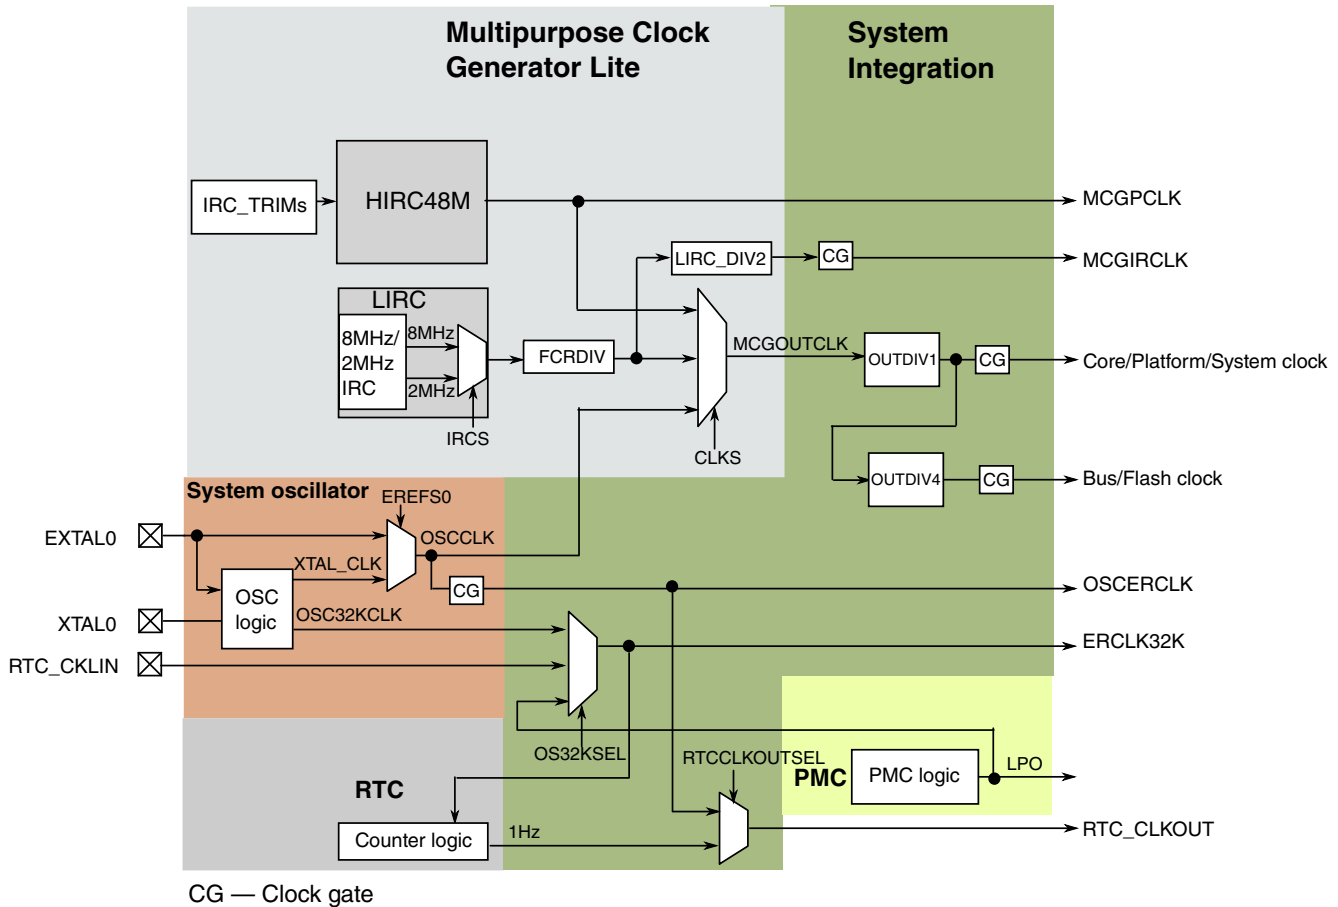 Multipurpose Clock
Generator Lite
System
Integration
IRC_TRIMs
HIRC48M
MCGPCLK
LIRC_DIV2
CG
MCGIRCLK
LIRC
8MHz/
2MHz
IRC
8MHz
2MHz
IRCS
FCRDIV
MCGOUTCLK
CLKS
OUTDIV1
CG
Core/Platform/System clock
OUTDIV4
CG
Bus/Flash clock
System oscillator
EREFS0
EXTAL0
OSCCLK
XTAL_CLK
OSC
logic
CG
OSCERCLK
XTAL0
OSC32KCLK
ERCLK32K
RTC_CKLIN
OS32KSEL
RTCCLKOUTSEL
PMC
PMC logic
LPO
RTC
Counter logic
1Hz
RTC_CLKOUT
CG — Clock gate